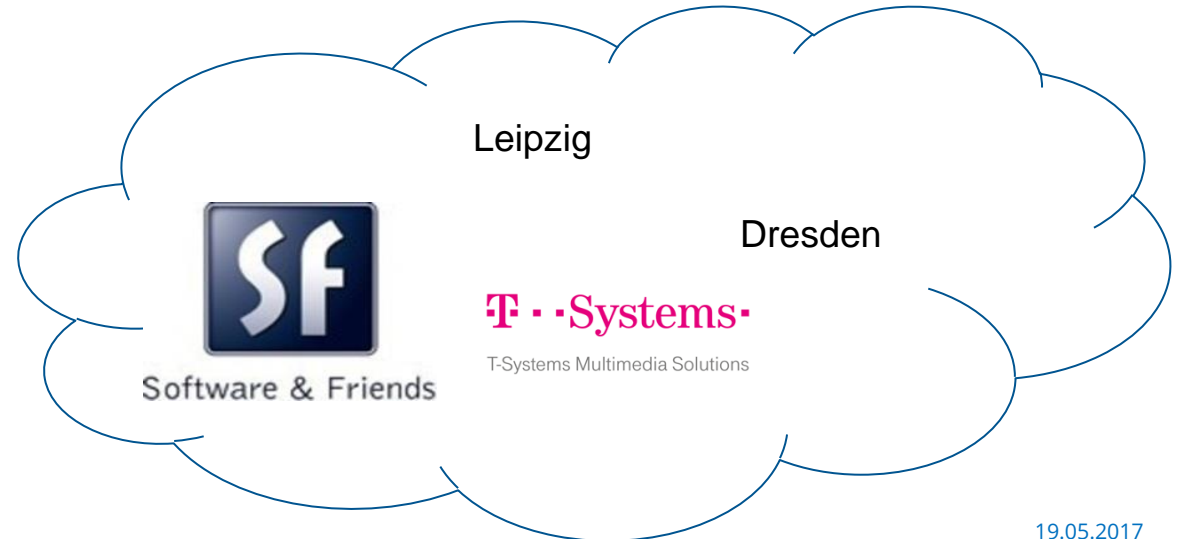 Leipzig
Dresden
SF
Software & Friends
T··Systems·
T-Systems Multimedia Solutions
19.05.2017